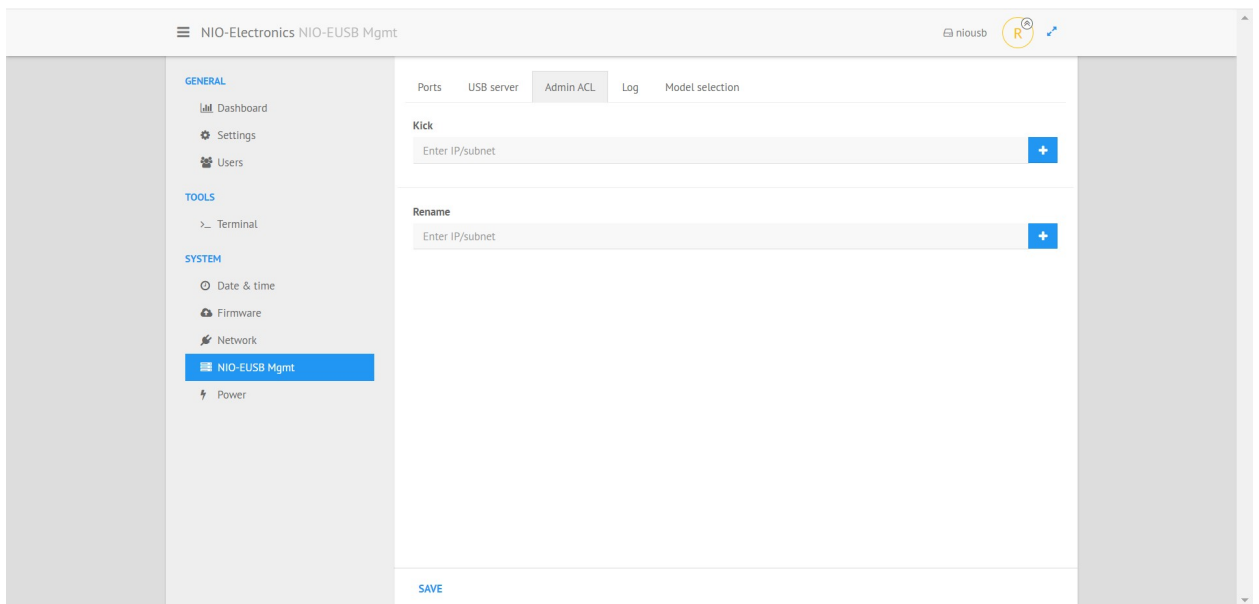 NIO-Electronics NIO-EUSB Mgmt
niousb
R
GENERAL
Dashboard
Settings
Users
TOOLS
>_ Terminal
SYSTEM
Date & time
Firmware
Network
NIO-EUSB Mgmt
Power
Ports USB server Admin ACL Log Model selection
Kick
Enter IP/subnet
+
Rename
Enter IP/subnet
+
SAVE